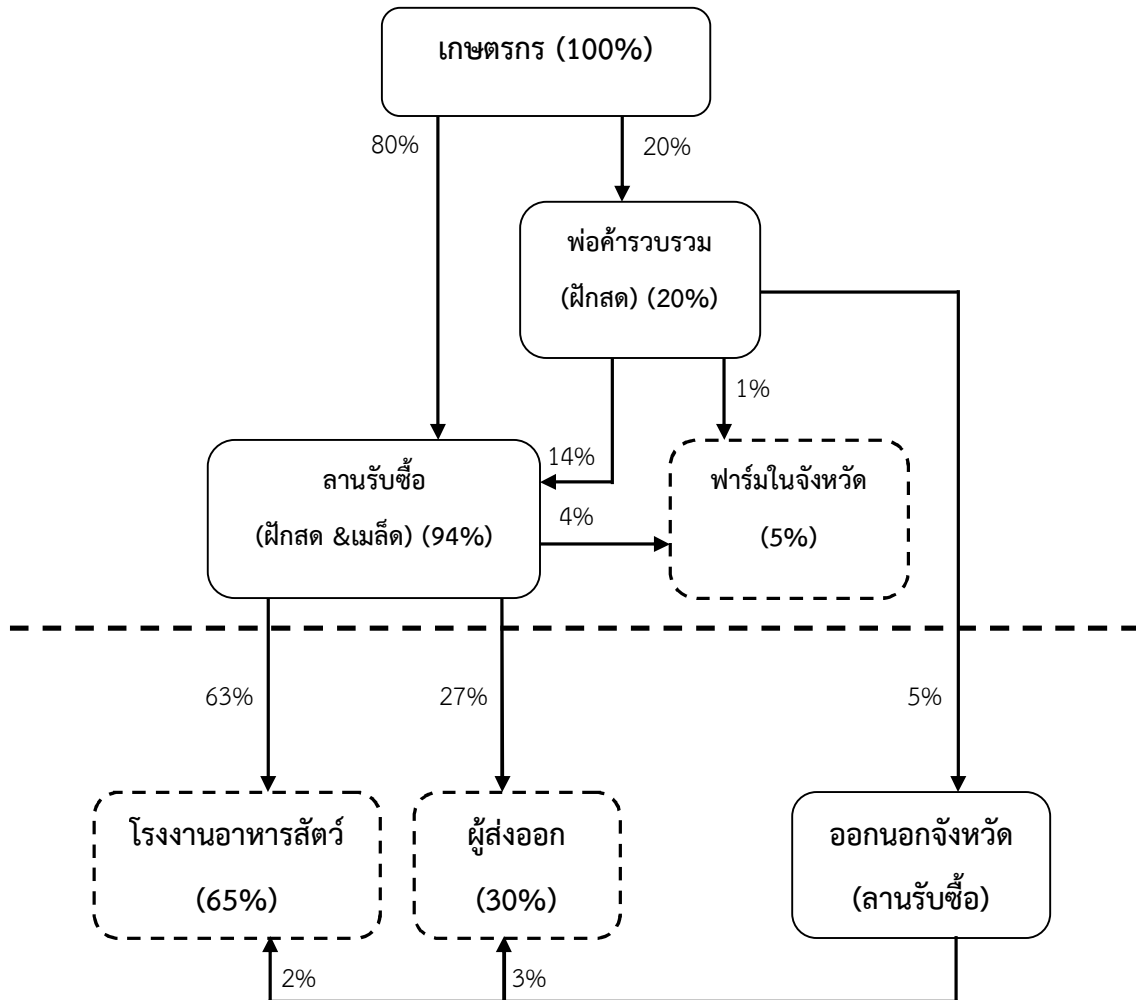 เกษตรกร (100%)
80%
20%
พ่อค้ารวบรวม
(ฝักสด) (20%)
1%
14%
ลานรับซื้อ
(ฝักสด &เมล็ด) (94%)
4%
ฟาร์มในจังหวัด
(5%)
63%
27%
5%
โรงงานอาหารสัตว์
(65%)
ผู้ส่งออก
(30%)
ออกนอกจังหวัด
(ลานรับซื้อ)
2%
3%